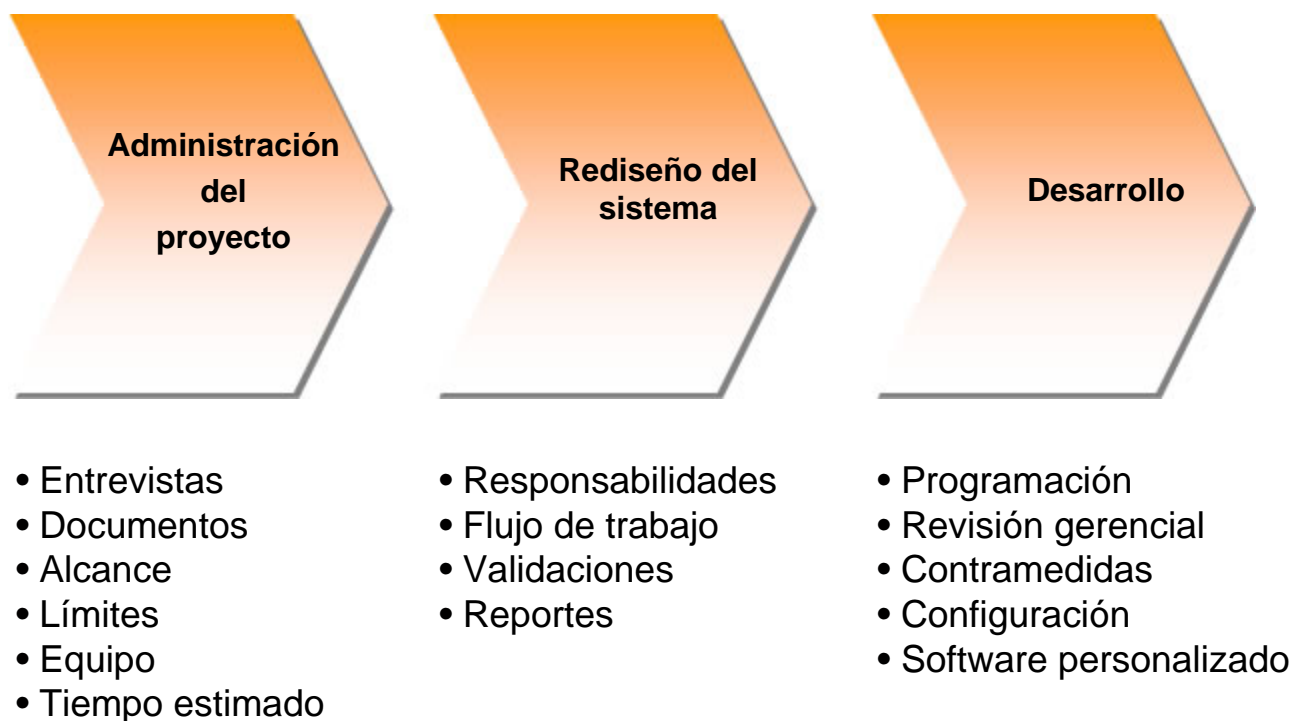 Administración
del
proyecto
• Entrevistas
• Documentos
• Alcance
• Límites
• Equipo
• Tiempo estimado
Rediseño del
sistema
• Responsabilidades
• Flujo de trabajo
• Validaciones
• Reportes
Desarrollo
• Programación
• Revisión gerencial
• Contramedidas
• Configuración
• Software personalizado